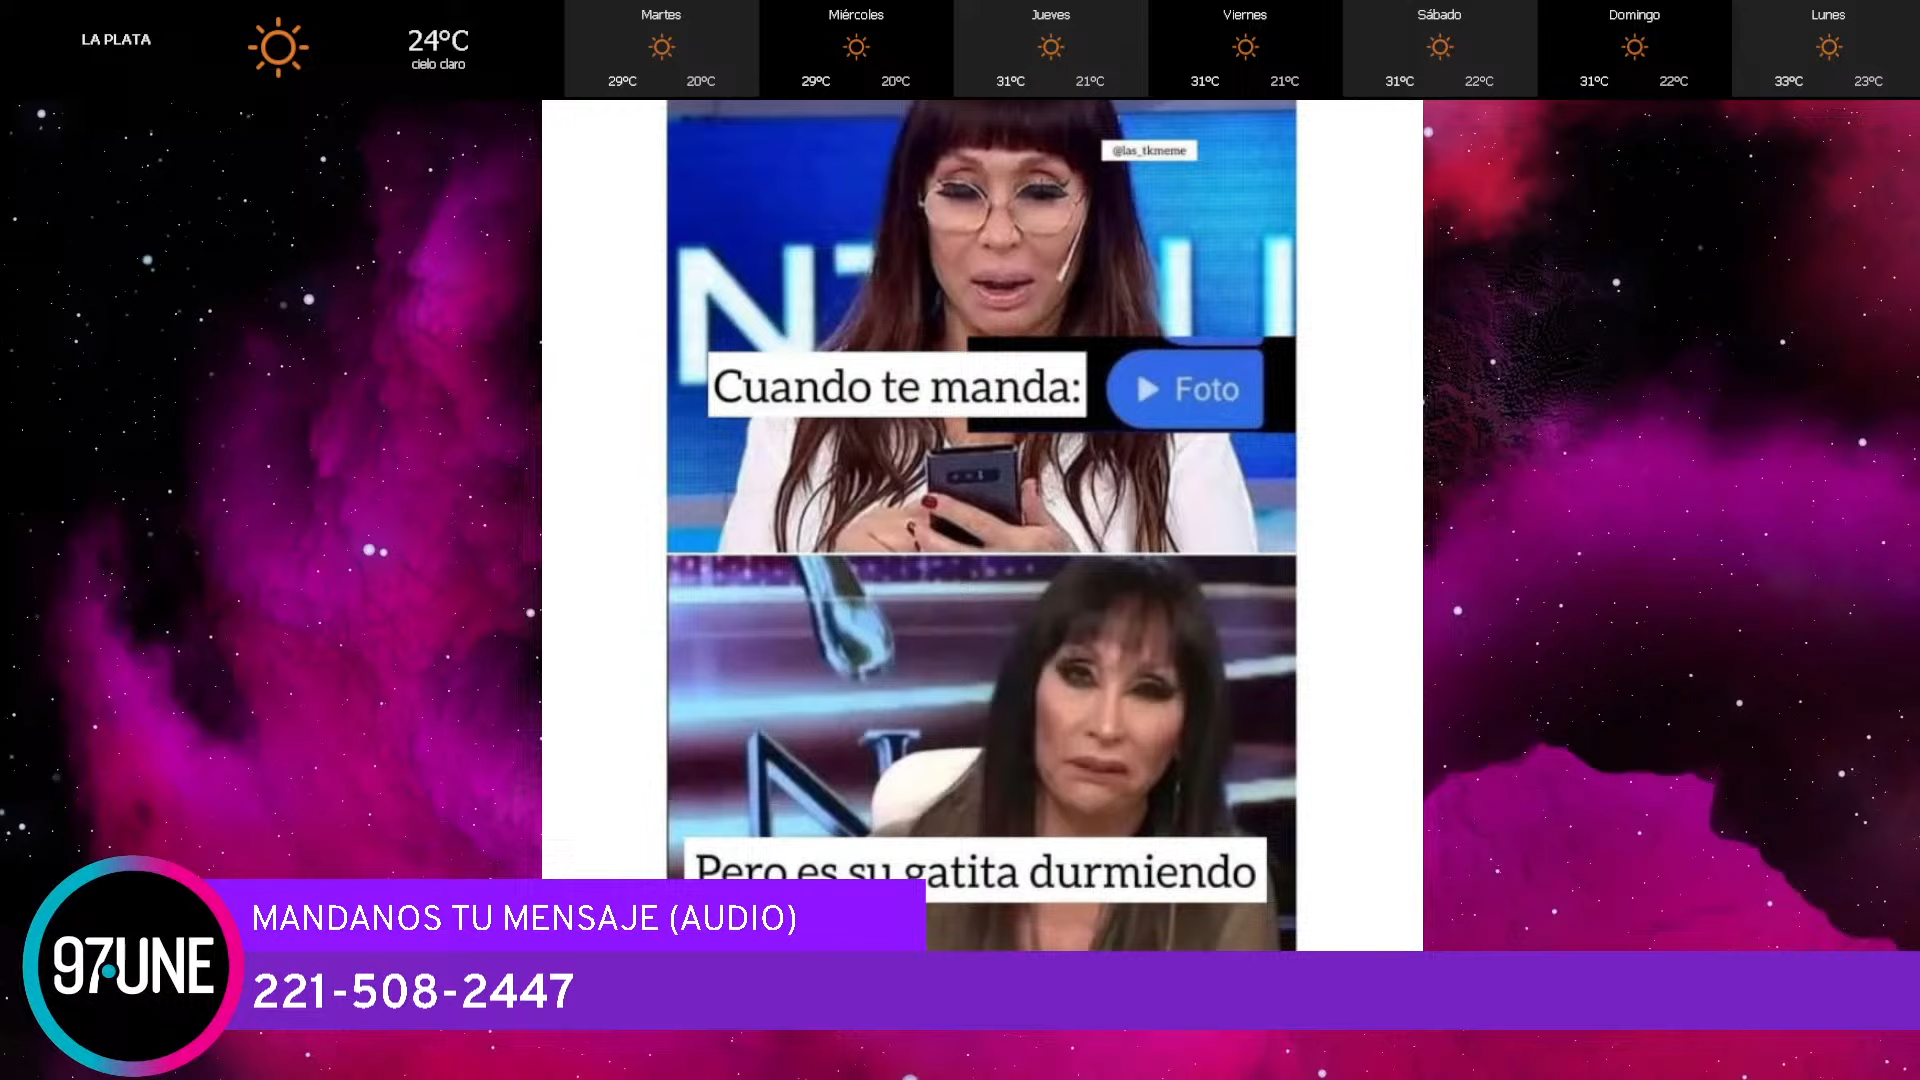 LA PLATA
24°C
cielo claro
Martes
29°C 20°C
Miércoles
29°C 20°C
Jueves
31°C 21°C
Viernes
31°C 21°C
Sábado
31°C 22°C
Domingo
31°C 22°C
Lunes
33°C 23°C
@las_tkmeme
Cuando te manda:
Foto
Pero es su gatita durmiendo
MANDANOS TU MENSAJE (AUDIO)
97.UNE
221-508-2447